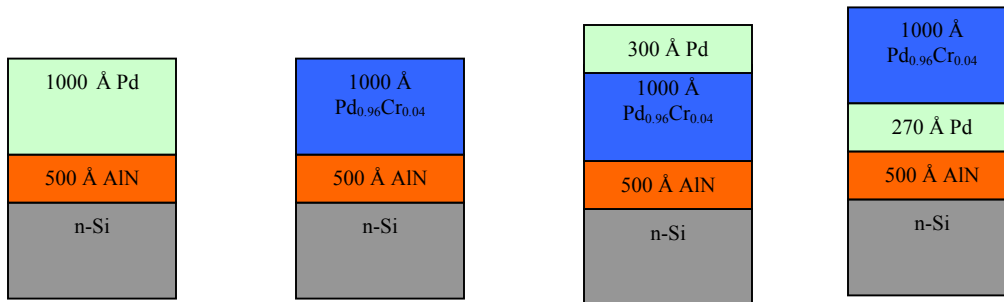 1000 Å Pd
500 Å AlN
n-Si
1000 Å
Pd₀.₉₆Cr₀.₀₄
500 Å AlN
n-Si
300 Å Pd
1000 Å
Pd₀.₉₆Cr₀.₀₄
500 Å AlN
n-Si
1000 Å
Pd₀.₉₆Cr₀.₀₄
270 Å Pd
500 Å AlN
n-Si